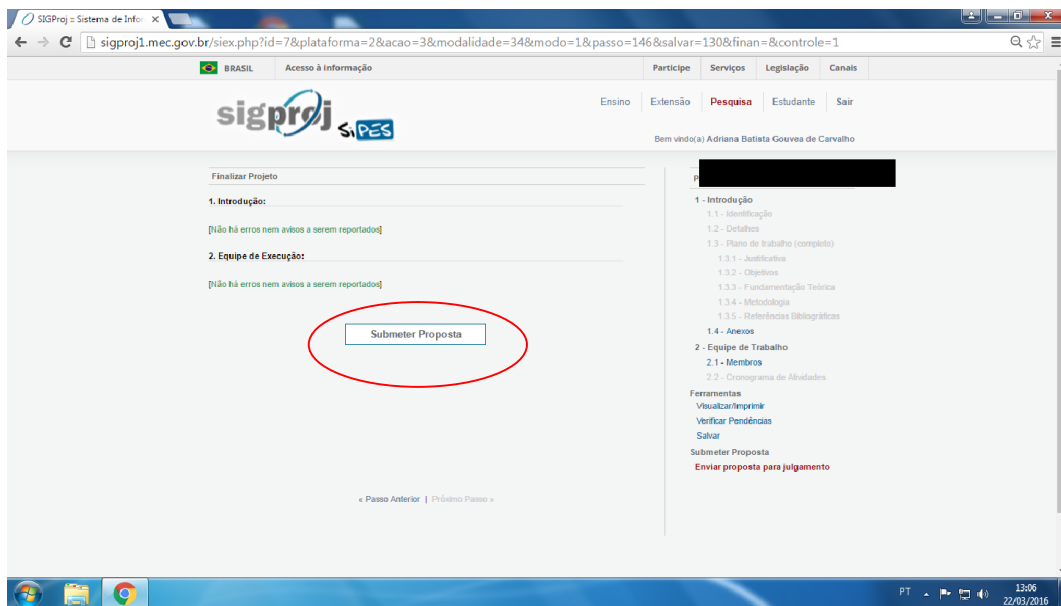 SIGProj :: Sistema de Infor
sigproj1.mec.gov.br/siex.php?id=7&plataforma=2&acao=3&modalidade=34&modo=1&passo=146&salvar=130&finan=&controle=1
BRASIL Acesso à informação Participe Serviços Legislação Canais
sigproj SiPES
Ensino Extensão Pesquisa Estudante Sair
Bem vindo(a) Adriana Batista Gouvea de Carvalho
Finalizar Projeto
1. Introdução:
[Não há erros nem avisos a serem reportados]
2. Equipe de Execução:
[Não há erros nem avisos a serem reportados]
Submeter Proposta
« Passo Anterior | Próximo Passo »
1 - Introdução
1.1 - Identificação
1.2 - Detalhes
1.3 - Plano de trabalho (completo)
1.3.1 - Justificativa
1.3.2 - Objetivos
1.3.3 - Fundamentação Teórica
1.3.4 - Metodologia
1.3.5 - Referências Bibliográficas
1.4 - Anexos
2 - Equipe de Trabalho
2.1 - Membros
2.2 - Cronograma de Atividades
Ferramentas
Visualizar/Imprimir
Verificar Pendências
Salvar
Submeter Proposta
Enviar proposta para julgamento
PT 13:06
22/03/2016